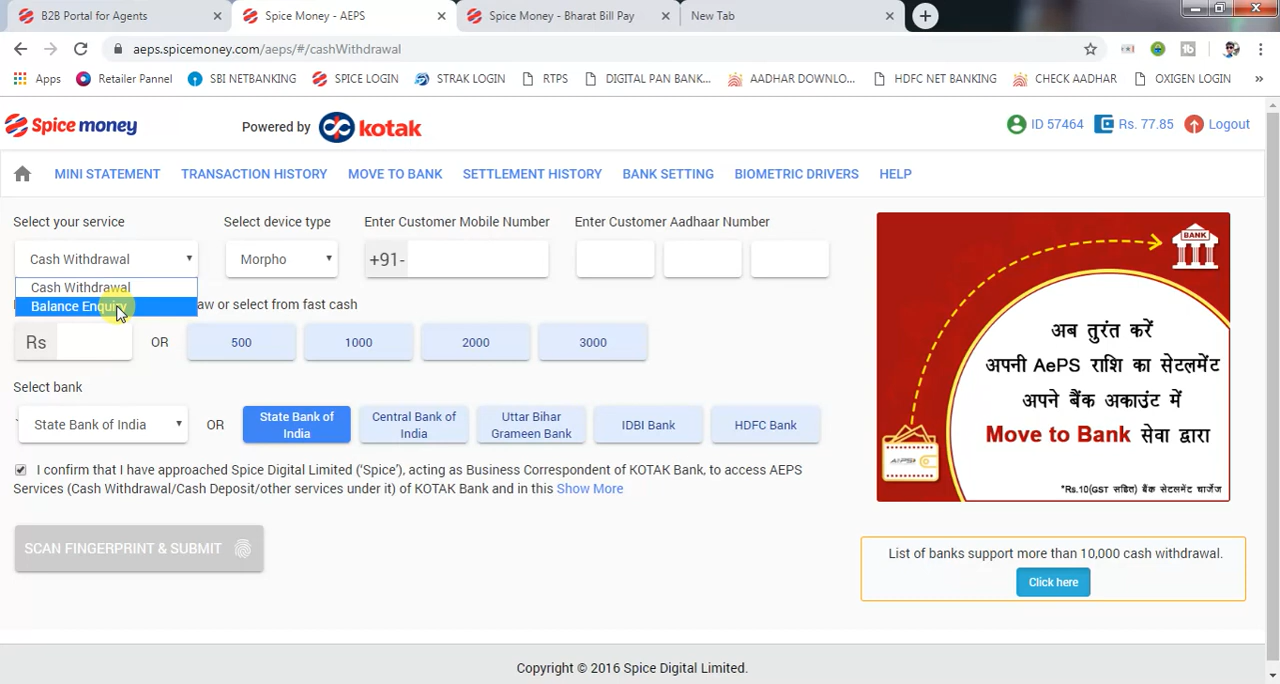 B2B Portal for Agents
Spice Money - AEPS
Spice Money - Bharat Bill Pay
New Tab
aeps.spicemoney.com/aeps/#/cashWithdrawal
Apps
Retailer Panel
SBI NETBANKING
SPICE LOGIN
STRAK LOGIN
RTPS
DIGITAL PAN BANK...
AADHAR DOWNLO...
HDFC NET BANKING
CHECK AADHAR
OXIGEN LOGIN
»
Spice money
Powered by
kotak
ID 57464
Rs. 77.85
Logout
MINI STATEMENT
TRANSACTION HISTORY
MOVE TO BANK
SETTLEMENT HISTORY
BANK SETTING
BIOMETRIC DRIVERS
HELP
Select your service
Select device type
Enter Customer Mobile Number
Enter Customer Aadhaar Number
Cash Withdrawal
Morpho
+91-
Cash Withdrawal
Balance Enquiry
aw or select from fast cash
Rs
OR
500
1000
2000
3000
Select bank
State Bank of India
OR
State Bank of
India
Central Bank of
India
Uttar Bihar
Grameen Bank
IDBI Bank
HDFC Bank
I confirm that I have approached Spice Digital Limited (‘Spice’), acting as Business Correspondent of KOTAK Bank, to access AEPS
Services (Cash Withdrawal/Cash Deposit/other services under it) of KOTAK Bank and in this Show More
SCAN FINGERPRINT & SUBMIT
BANK
अब तुरंत करें
अपनी AePS राशि का सेटलमेंट
अपने बैंक अकाउंट में
Move to Bank सेवा द्वारा
AEPS
*Rs.10(GST सहित) बैंक सेटलमेंट चार्जेज
List of banks support more than 10,000 cash withdrawal.
Click here
Copyright © 2016 Spice Digital Limited.